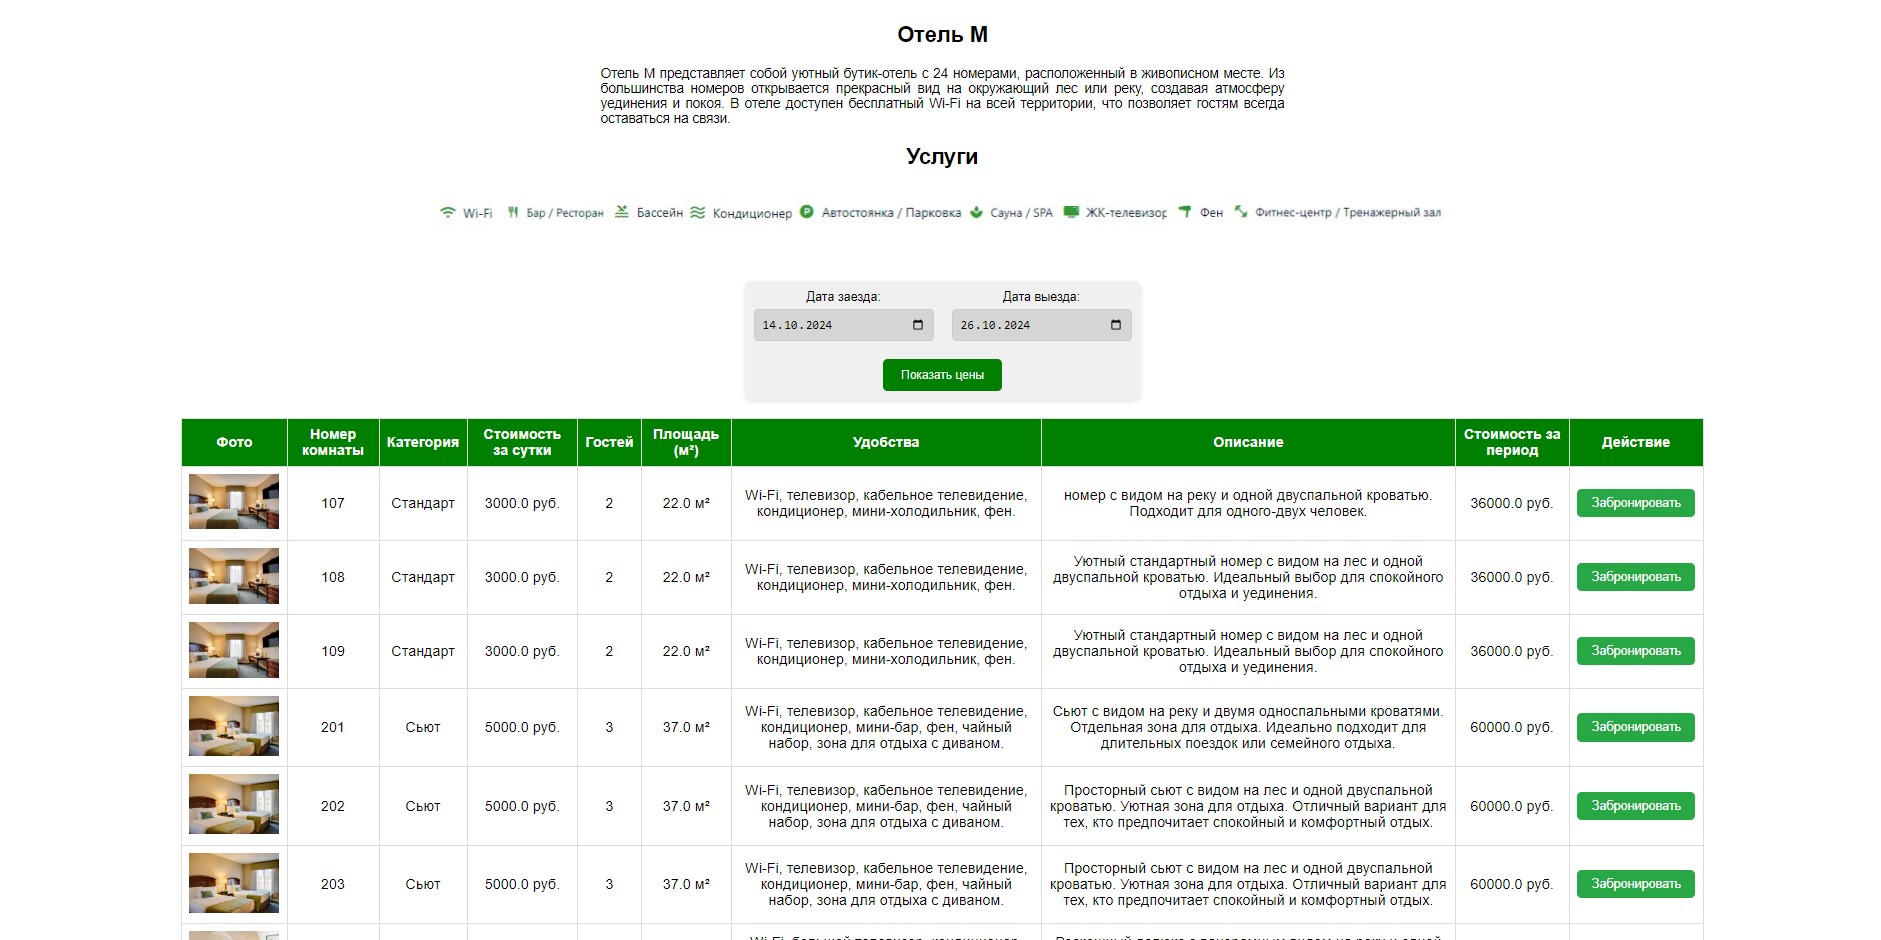 Отель М
Отель М представляет собой уютный бутик-отель с 24 номерами, расположенный в живописном месте. Из
большинства номеров открывается прекрасный вид на окружающий лес или реку, создавая атмосферу
уединения и покоя. В отеле доступен бесплатный Wi-Fi на всей территории, что позволяет гостям всегда
оставаться на связи.
Услуги
Wi-Fi Бар / Ресторан Бассейн Кондиционер Автостоянка / Парковка Сауна / SPA ЖК-телевизор Фен Фитнес-центр / Тренажерный зал
Дата заезда: Дата выезда:
14.10.2024 26.10.2024
Показать цены
Фото Номер комнаты Категория Стоимость за сутки Гостей Площадь (м²) Удобства Описание Стоимость за период Действие
107 Стандарт 3000.0 руб. 2 22.0 м² Wi-Fi, телевизор, кабельное телевидение, кондиционер, мини-холодильник, фен. номер с видом на реку и одной двуспальной кроватью. Подходит для одного-двух человек. 36000.0 руб. Забронировать
108 Стандарт 3000.0 руб. 2 22.0 м² Wi-Fi, телевизор, кабельное телевидение, кондиционер, мини-холодильник, фен. Уютный стандартный номер с видом на лес и одной двуспальной кроватью. Идеальный выбор для спокойного отдыха и уединения. 36000.0 руб. Забронировать
109 Стандарт 3000.0 руб. 2 22.0 м² Wi-Fi, телевизор, кабельное телевидение, кондиционер, мини-холодильник, фен. Уютный стандартный номер с видом на лес и одной двуспальной кроватью. Идеальный выбор для спокойного отдыха и уединения. 36000.0 руб. Забронировать
201 Сьют 5000.0 руб. 3 37.0 м² Wi-Fi, телевизор, кабельное телевидение, кондиционер, мини-бар, фен, чайный набор, зона для отдыха с диваном. Сьют с видом на реку и двумя односпальными кроватями. Отдельная зона для отдыха. Идеально подходит для длительных поездок или семейного отдыха. 60000.0 руб. Забронировать
202 Сьют 5000.0 руб. 3 37.0 м² Wi-Fi, телевизор, кабельное телевидение, кондиционер, мини-бар, фен, чайный набор, зона для отдыха с диваном. Просторный сьют с видом на лес и одной двуспальной кроватью. Уютная зона для отдыха. Отличный вариант для тех, кто предпочитает спокойный и комфортный отдых. 60000.0 руб. Забронировать
203 Сьют 5000.0 руб. 3 37.0 м² Wi-Fi, телевизор, кабельное телевидение, кондиционер, мини-бар, фен, чайный набор, зона для отдыха с диваном. Просторный сьют с видом на лес и одной двуспальной кроватью. Уютная зона для отдыха. Отличный вариант для тех, кто предпочитает спокойный и комфортный отдых. 60000.0 руб. Забронировать